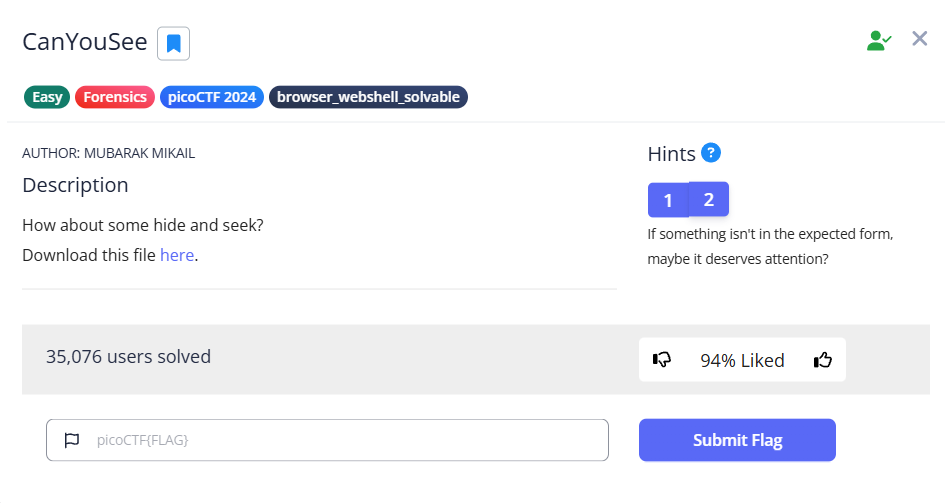 CanYouSee
Easy Forensics picoCTF 2024 browser_webshell_solvable
AUTHOR: MUBARAK MIKAIL
Description
How about some hide and seek?
Download this file here.
Hints ?
1 2
If something isn't in the expected form,
maybe it deserves attention?
35,076 users solved
94% Liked
picoCTF{FLAG}
Submit Flag